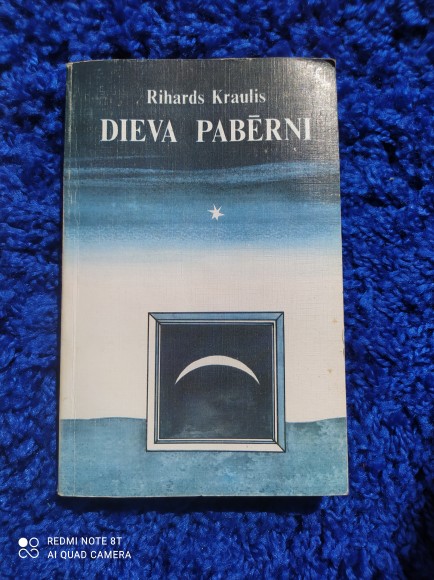 Rihards Kraulis
DIEVA PABĒRNI
REDMI NOTE 8T
AI QUAD CAMERA